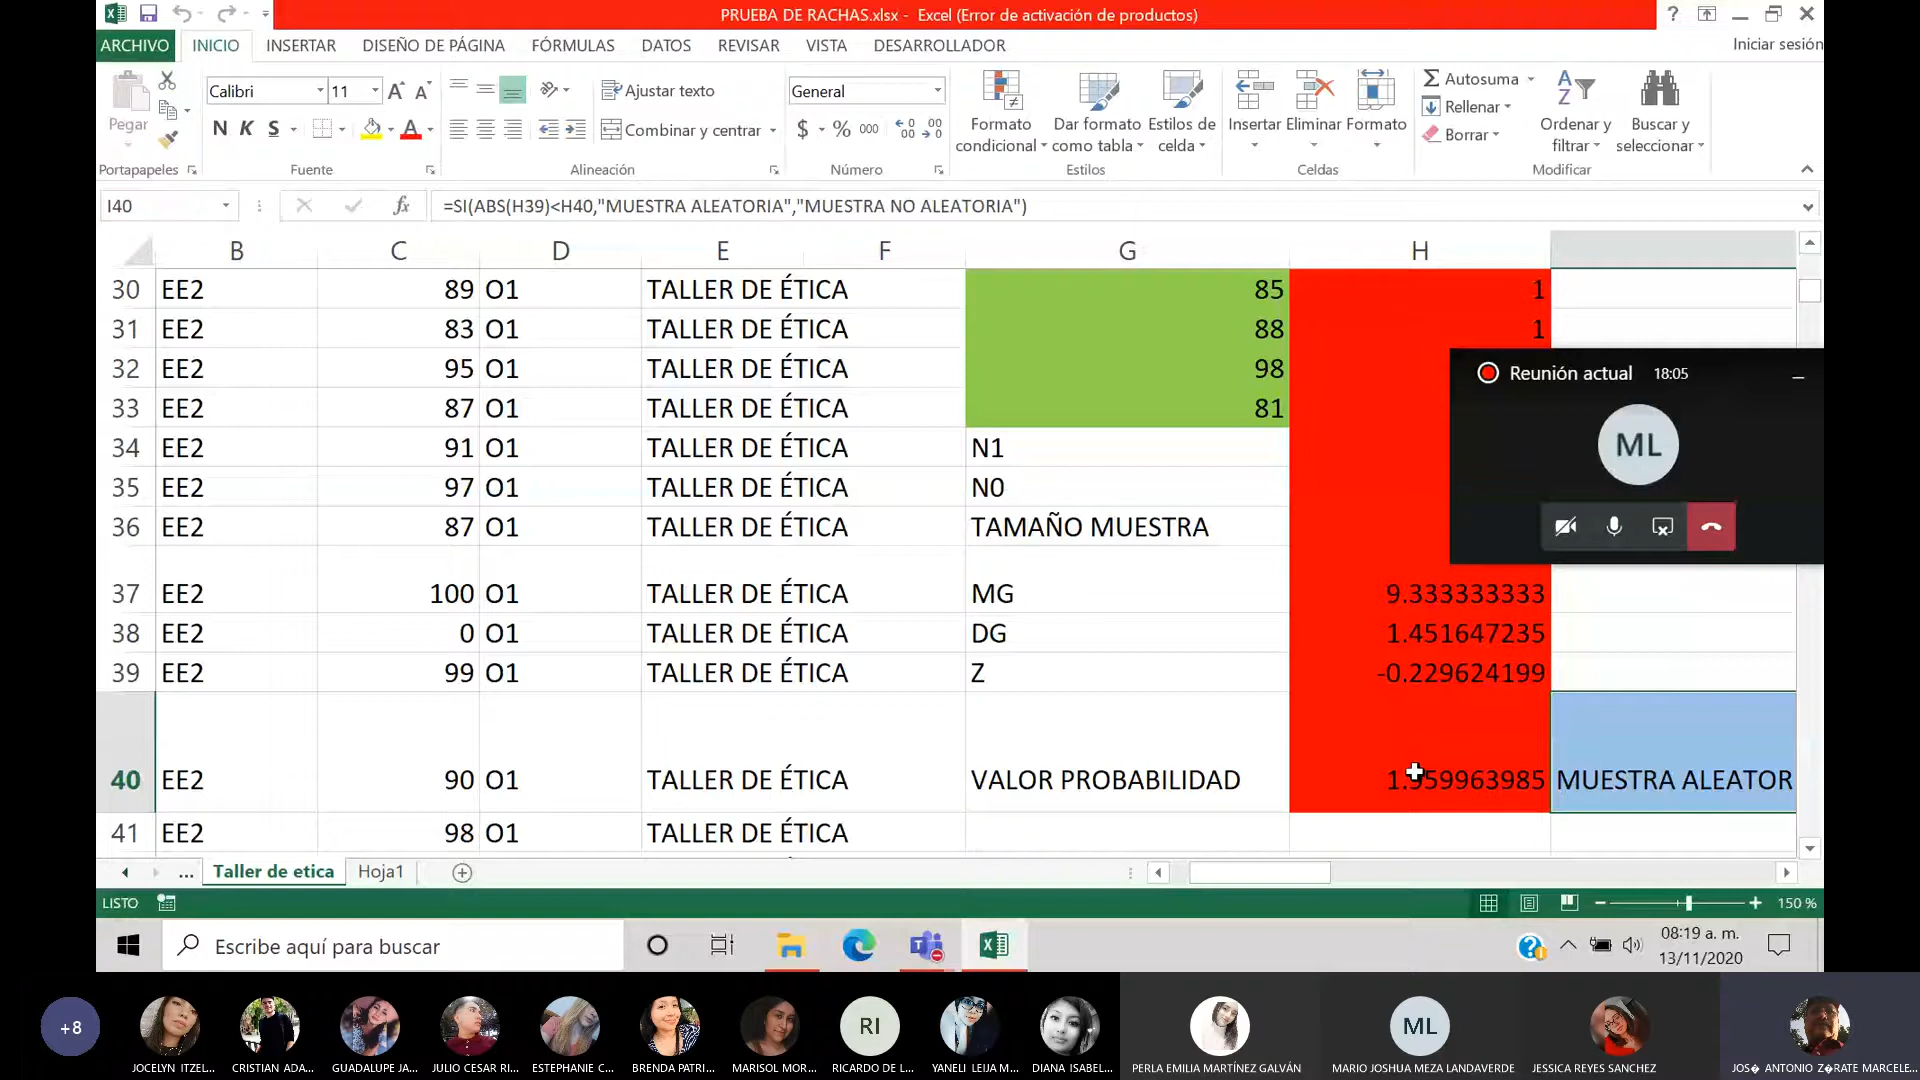 PRUEBA DE RACHAS.xlsx - Excel (Error de activación de productos)
ARCHIVO INICIO INSERTAR DISEÑO DE PÁGINA FÓRMULAS DATOS REVISAR VISTA DESARROLLADOR Iniciar sesión
Pegar
Portapapeles
Calibri 11
N K S
Fuente
Ajustar texto
Combinar y centrar
Alineación
General
$ % 000
Número
Formato condicional
Dar formato como tabla
Estilos de celda
Estilos
Insertar Eliminar Formato
Celdas
Autosuma
Rellenar
Borrar
Ordenar y filtrar
Buscar y seleccionar
Modificar
I40 fx =SI(ABS(H39)<H40,"MUESTRA ALEATORIA","MUESTRA NO ALEATORIA")
B C D E F G H
30 EE2 89 O1 TALLER DE ÉTICA 85 1
31 EE2 83 O1 TALLER DE ÉTICA 88 1
32 EE2 95 O1 TALLER DE ÉTICA 98
33 EE2 87 O1 TALLER DE ÉTICA 81
34 EE2 91 O1 TALLER DE ÉTICA N1
35 EE2 97 O1 TALLER DE ÉTICA N0
36 EE2 87 O1 TALLER DE ÉTICA TAMAÑO MUESTRA
37 EE2 100 O1 TALLER DE ÉTICA MG 9.333333333
38 EE2 0 O1 TALLER DE ÉTICA DG 1.451647235
39 EE2 99 O1 TALLER DE ÉTICA Z -0.229624199
40 EE2 90 O1 TALLER DE ÉTICA VALOR PROBABILIDAD 1.959963985 MUESTRA ALEATOR
41 EE2 98 O1 TALLER DE ÉTICA
Reunión actual 18:05
ML
... Taller de etica Hoja1
LISTO 150 %
Escribe aquí para buscar
08:19 a. m.
13/11/2020
+8 RI ML
JOCELYN ITZEL... CRISTIAN ADA... GUADALUPE JA... JULIO CESAR RI... ESTEPHANIE C... BRENDA PATRI... MARISOL MOR... RICARDO DE L... YANELI LEIJA M... DIANA ISABEL... PERLA EMILIA MARTÍNEZ GALVÁN MARIO JOSHUA MEZA LANDAVERDE JESSICA REYES SANCHEZ JOS� ANTONIO Z�RATE MARCELE...